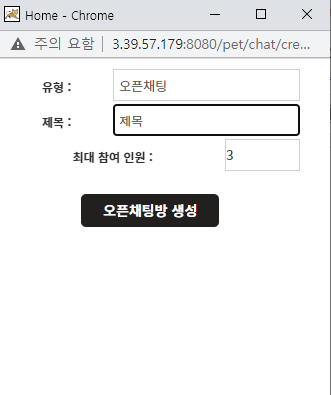 Home - Chrome
주의 요함 | 3.39.57.179:8080/pet/chat/cre...
유형 : 오픈채팅
제목 : 제목
최대 참여 인원 : 3
오픈채팅방 생성